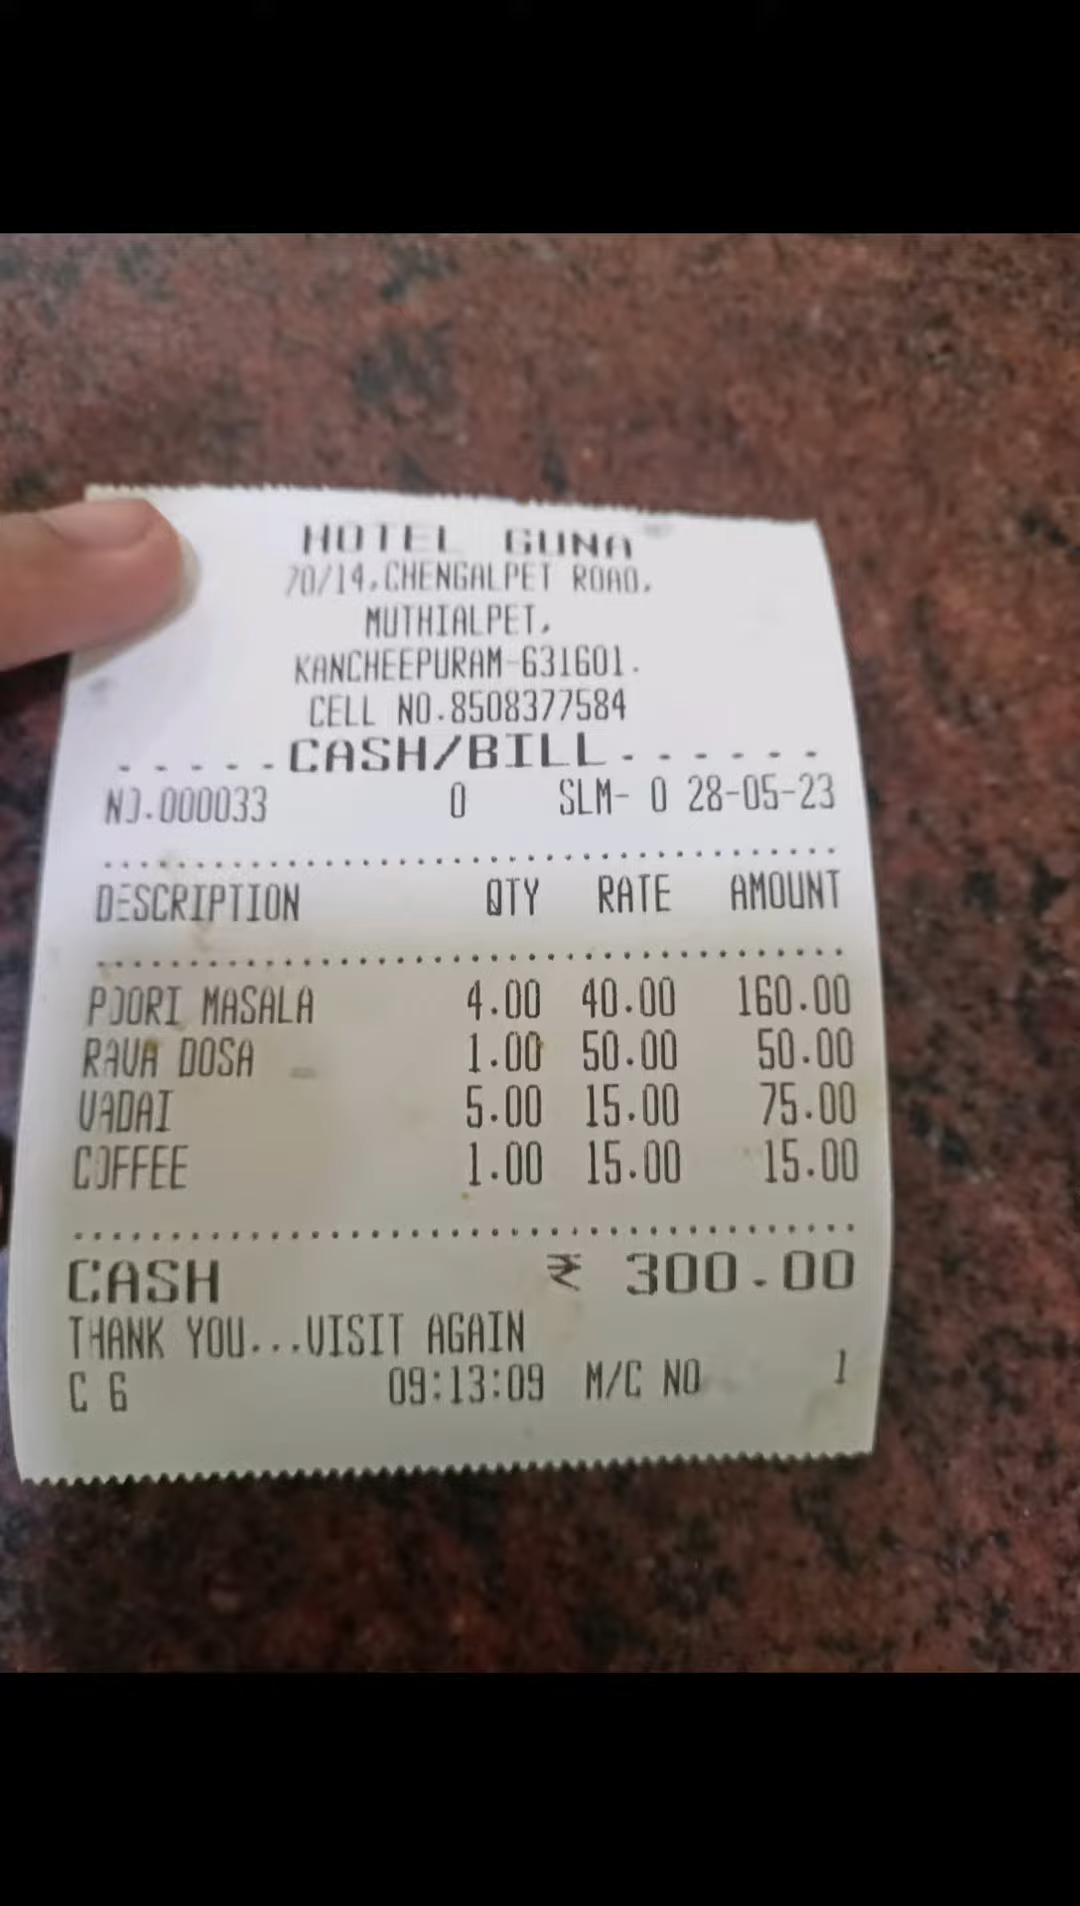 HOTEL GUNA
70/14,CHENGALPET ROAD,
MUTHIALPET,
KANCHEEPURAM-631601.
CELL NO.8508377584
-----CASH/BILL------
NO.000033 0 SLM- 0 28-05-23
DESCRIPTION QTY RATE AMOUNT
POORI MASALA 4.00 40.00 160.00
RAVA DOSA 1.00 50.00 50.00
VADAI 5.00 15.00 75.00
COFFEE 1.00 15.00 15.00
CASH ₹ 300.00
THANK YOU...VISIT AGAIN
C 6 09:13:09 M/C NO 1